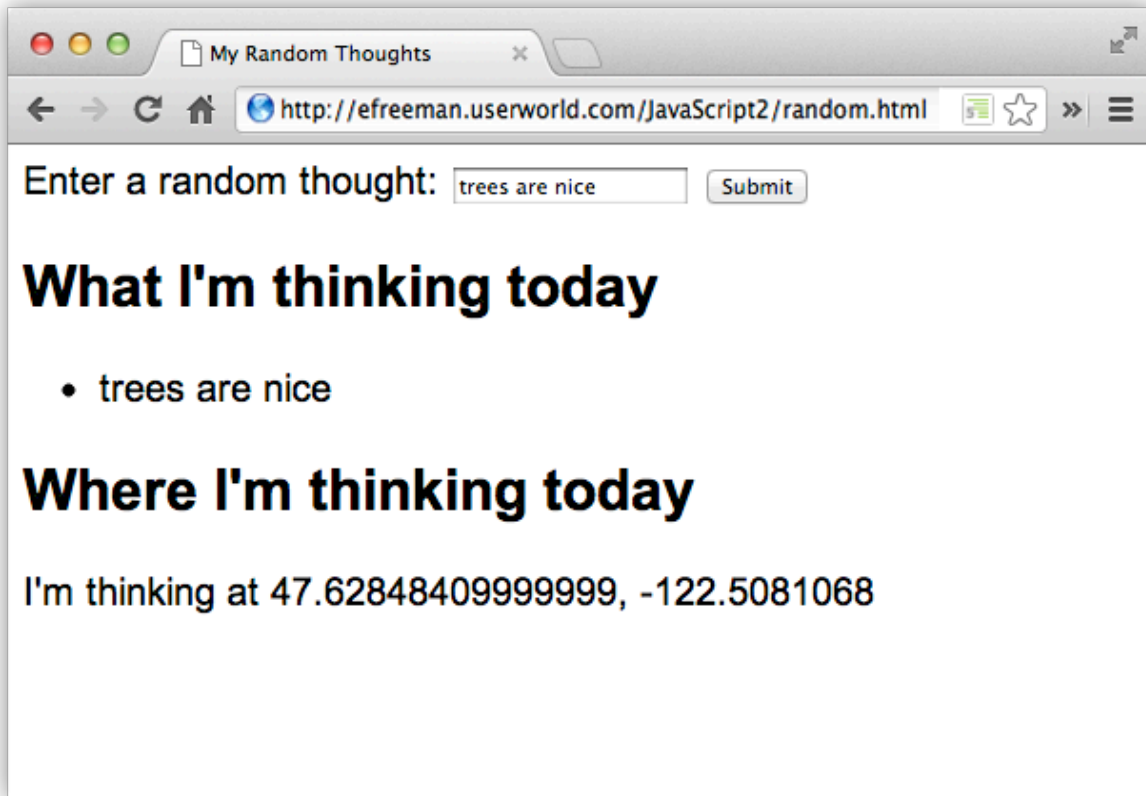 My Random Thoughts
http://efreeman.userworld.com/JavaScript2/random.html
Enter a random thought: trees are nice Submit
What I'm thinking today
• trees are nice
Where I'm thinking today
I'm thinking at 47.62848409999999, -122.5081068